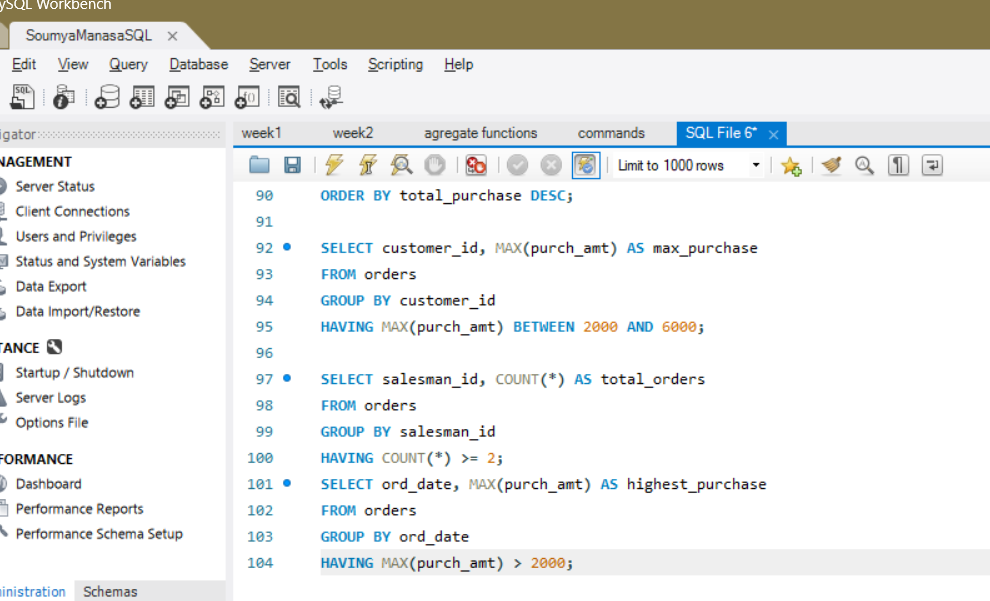 ySQL Workbench
SoumyaManasaSQL
Edit View Query Database Server Tools Scripting Help
SQL
week1 week2 agregate functions commands SQL File 6*
igator
Limit to 1000 rows
NAGEMENT
Server Status
Client Connections
Users and Privileges
Status and System Variables
Data Export
Data Import/Restore
TANCE
Startup / Shutdown
Server Logs
Options File
FORMANCE
Dashboard
Performance Reports
Performance Schema Setup
inistration Schemas
90 ORDER BY total_purchase DESC;
91
92 SELECT customer_id, MAX(purch_amt) AS max_purchase
93 FROM orders
94 GROUP BY customer_id
95 HAVING MAX(purch_amt) BETWEEN 2000 AND 6000;
96
97 SELECT salesman_id, COUNT(*) AS total_orders
98 FROM orders
99 GROUP BY salesman_id
100 HAVING COUNT(*) >= 2;
101 SELECT ord_date, MAX(purch_amt) AS highest_purchase
102 FROM orders
103 GROUP BY ord_date
104 HAVING MAX(purch_amt) > 2000;